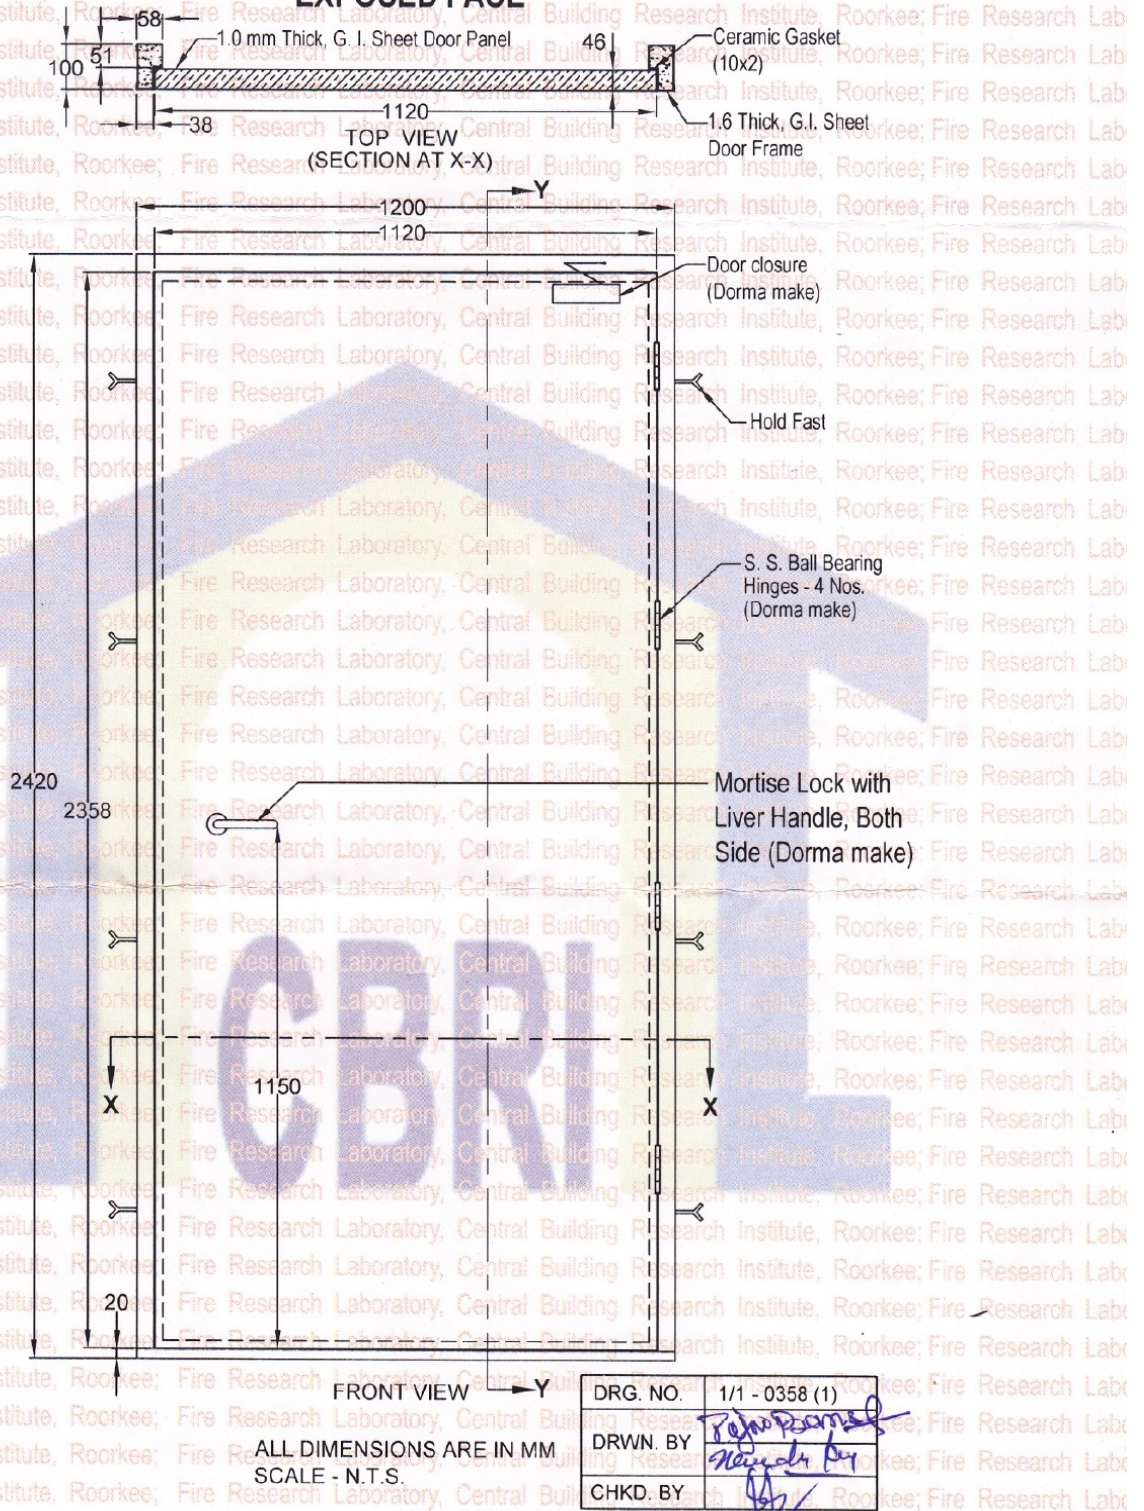 EXPOSED FACE
58
1.0 mm Thick, G. I. Sheet Door Panel
46
Ceramic Gasket
(10x2)
51
100
1120
38
1.6 Thick, G.I. Sheet
Door Frame
TOP VIEW
(SECTION AT X-X)
Y
1200
1120
Door closure
(Dorma make)
Hold Fast
S. S. Ball Bearing
Hinges - 4 Nos.
(Dorma make)
2420
2358
Mortise Lock with
Liver Handle, Both
Side (Dorma make)
CBRI
1150
X
X
20
FRONT VIEW
Y
ALL DIMENSIONS ARE IN MM
SCALE - N.T.S.
DRG. NO. 1/1 - 0358 (1)
DRWN. BY
CHKD. BY
Fire Research Laboratory, Central Building Research Institute, Roorkee;